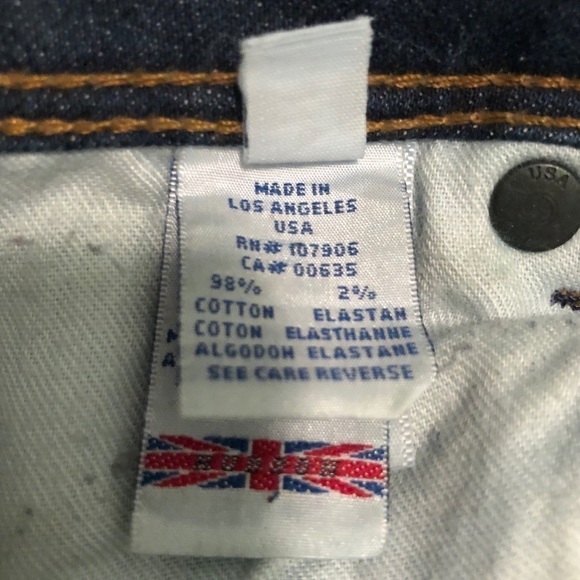 USA
MADE IN
LOS ANGELES
USA
RN# 107906
CA# 00635
98% 2%
COTTON ELASTAN
COTON ELASTHANNE
ALGODON ELASTANE
SEE CARE REVERSE
HUDSON